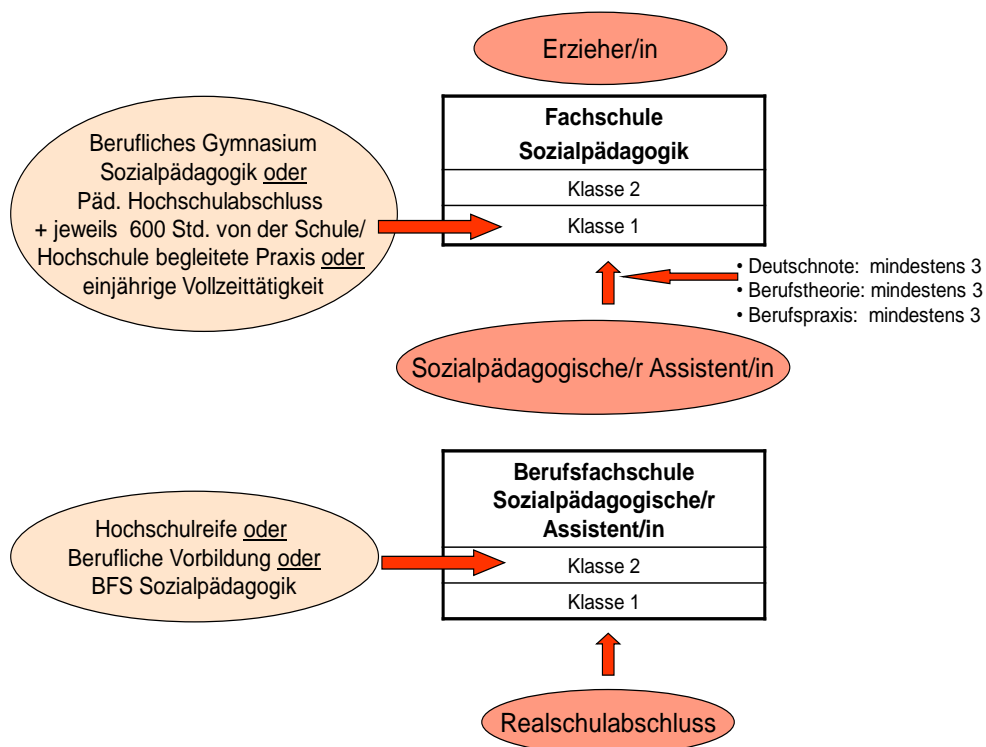 Erzieher/in
Fachschule
Sozialpädagogik
Klasse 2
Klasse 1
Berufliches Gymnasium
Sozialpädagogik oder
Päd. Hochschulabschluss
+ jeweils 600 Std. von der Schule/
Hochschule begleitete Praxis oder
einjährige Vollzeittätigkeit
• Deutschnote: mindestens 3
• Berufstheorie: mindestens 3
• Berufspraxis: mindestens 3
Sozialpädagogische/r Assistent/in
Berufsfachschule
Sozialpädagogische/r
Assistent/in
Klasse 2
Klasse 1
Hochschulreife oder
Berufliche Vorbildung oder
BFS Sozialpädagogik
Realschulabschluss